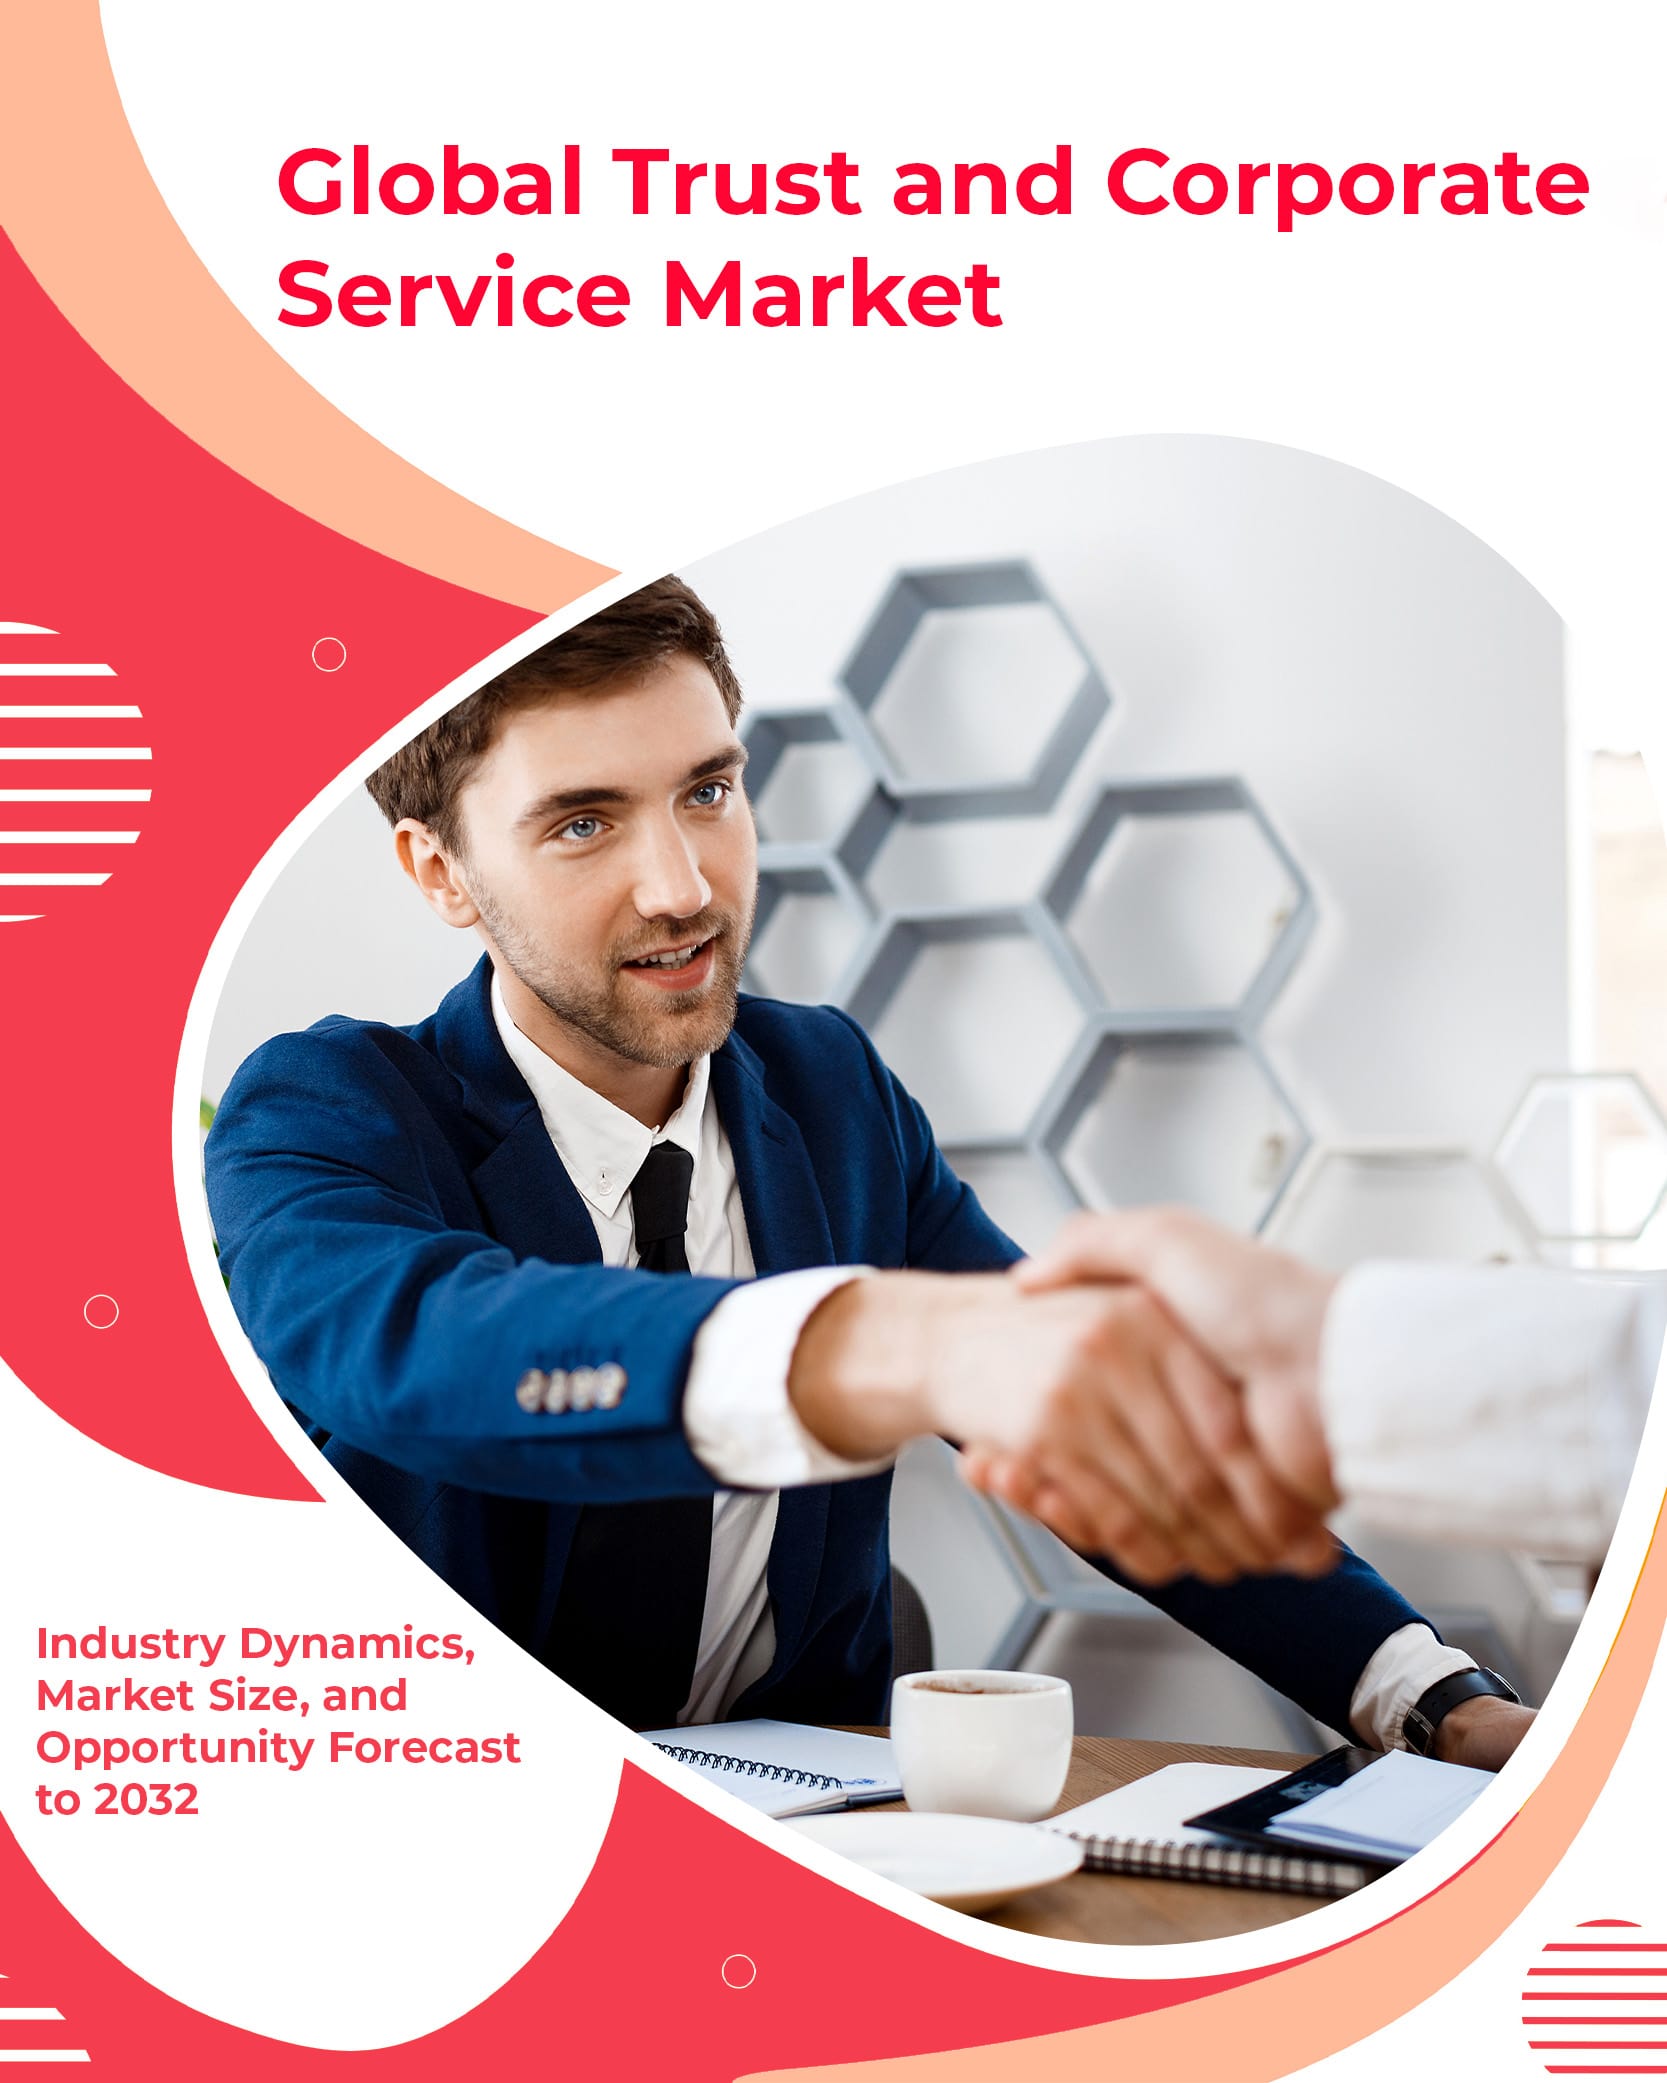 Global Trust and Corporate
Service Market
Industry Dynamics,
Market Size, and
Opportunity Forecast
to 2032